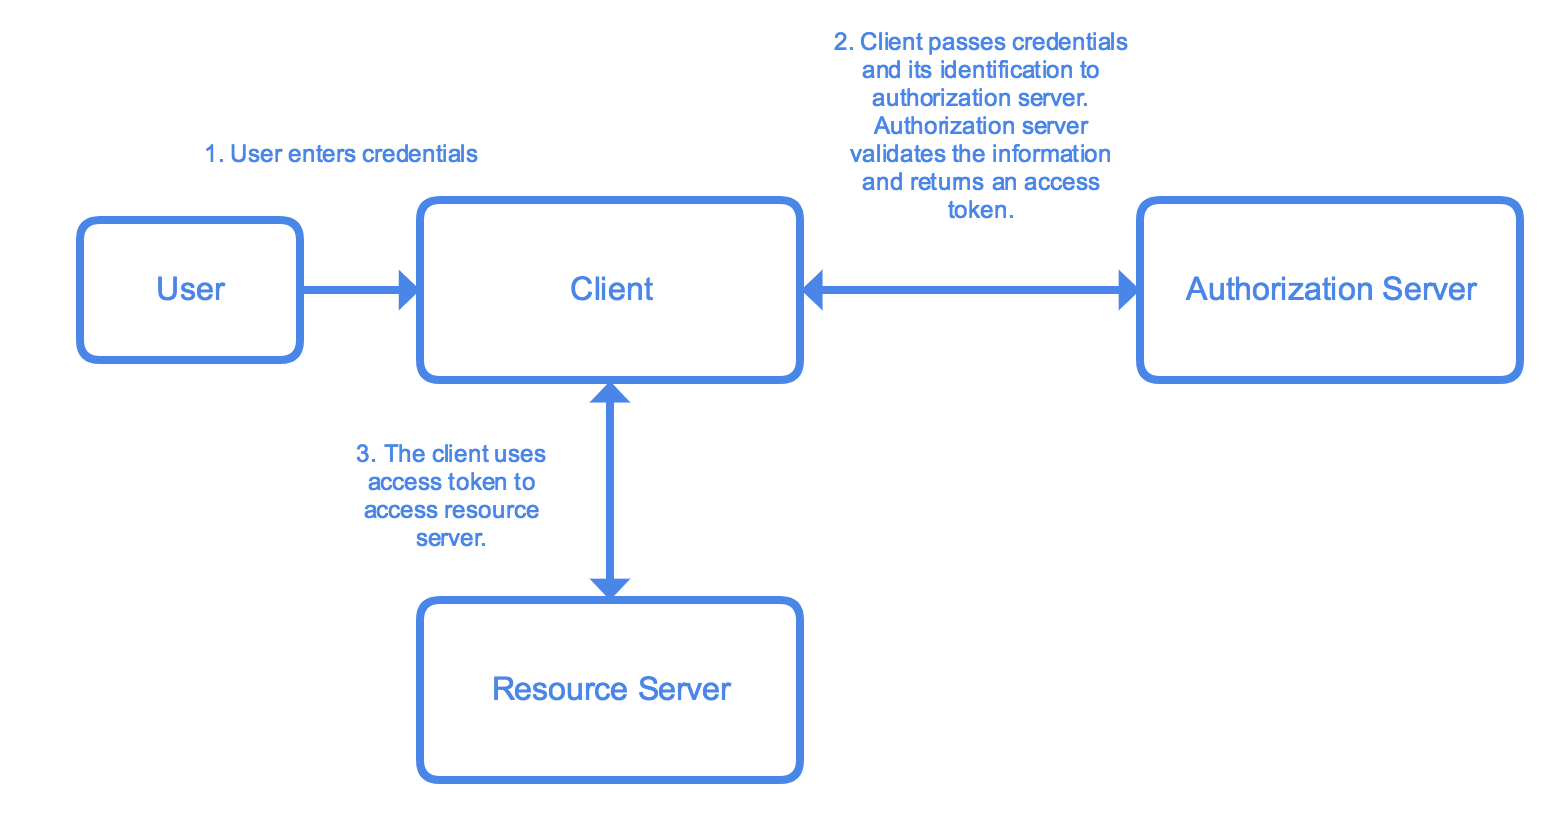 1. User enters credentials
2. Client passes credentials
and its identification to
authorization server.
Authorization server
validates the information
and returns an access
token.
User
Client
Authorization Server
3. The client uses
access token to
access resource
server.
Resource Server